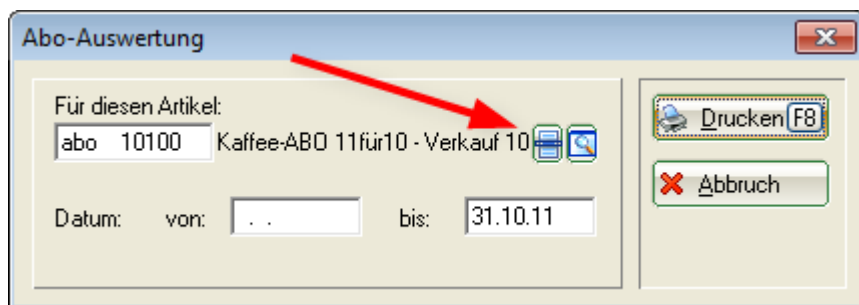 Abo-Auswertung
Für diesen Artikel:
abo 10100 Kaffee-ABO 11für10 - Verkauf 10
Datum: von: . . bis: 31.10.11
Drucken F8
Abbruch